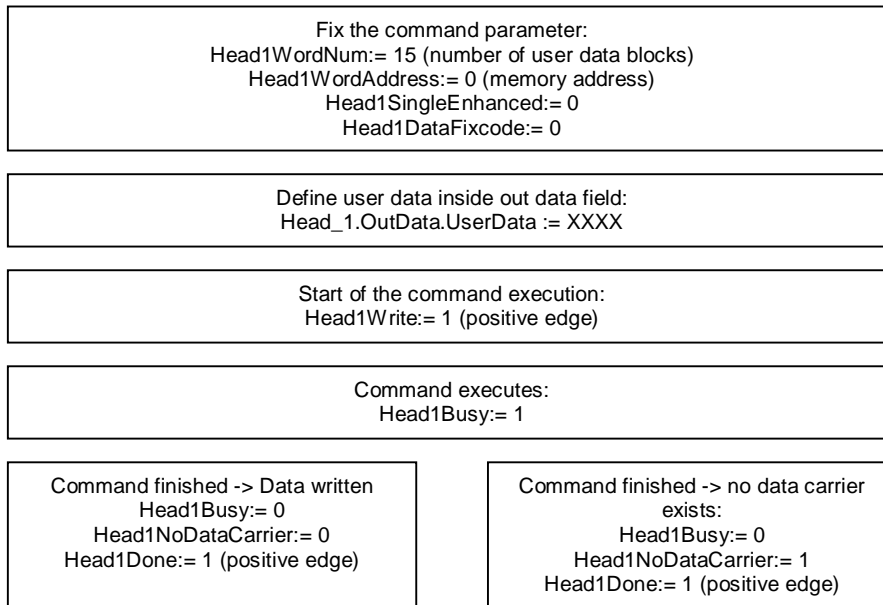 Fix the command parameter:
Head1WordNum:= 15 (number of user data blocks)
Head1WordAddress:= 0 (memory address)
Head1SingleEnhanced:= 0
Head1DataFixcode:= 0
Define user data inside out data field:
Head_1.OutData.UserData := XXXX
Start of the command execution:
Head1Write:= 1 (positive edge)
Command executes:
Head1Busy:= 1
Command finished -> Data written
Head1Busy:= 0
Head1NoDataCarrier:= 0
Head1Done:= 1 (positive edge)
Command finished -> no data carrier
exists:
Head1Busy:= 0
Head1NoDataCarrier:= 1
Head1Done:= 1 (positive edge)